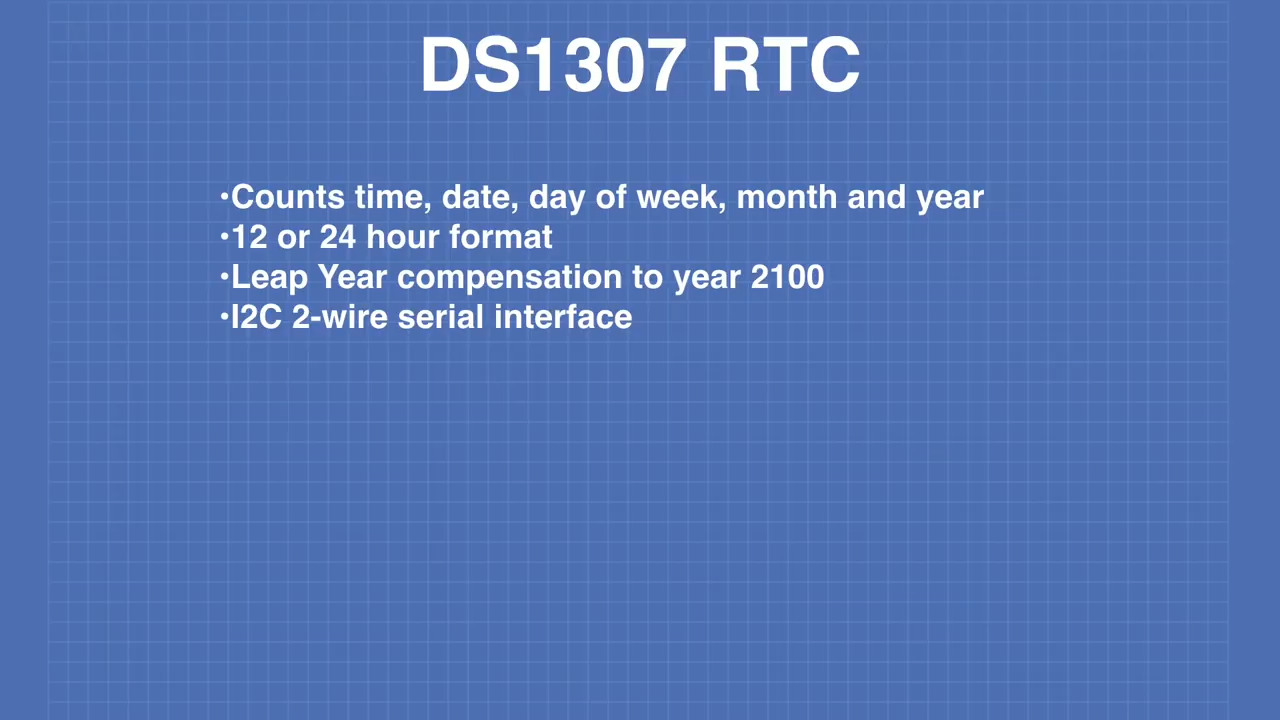 DS1307 RTC
•Counts time, date, day of week, month and year
•12 or 24 hour format
•Leap Year compensation to year 2100
•I2C 2-wire serial interface